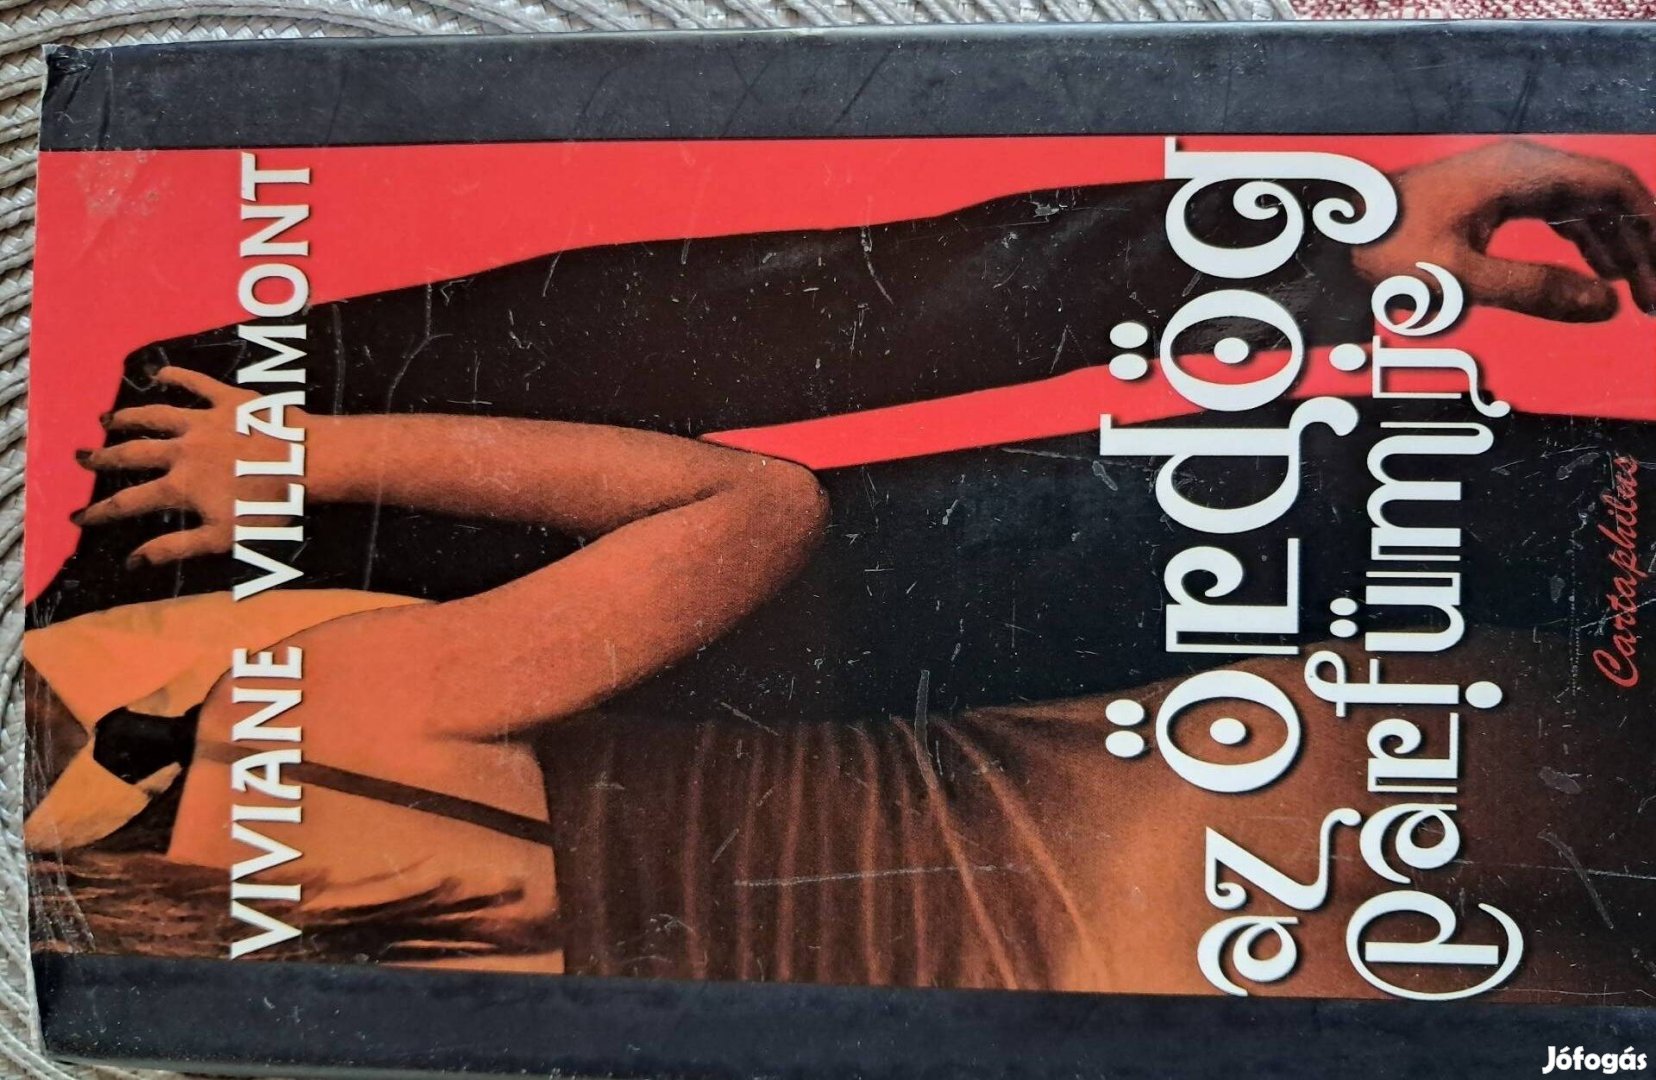 VIVIANE VILLAMONT
az Ördög
parfümje
Cartaphilus
Jófogás